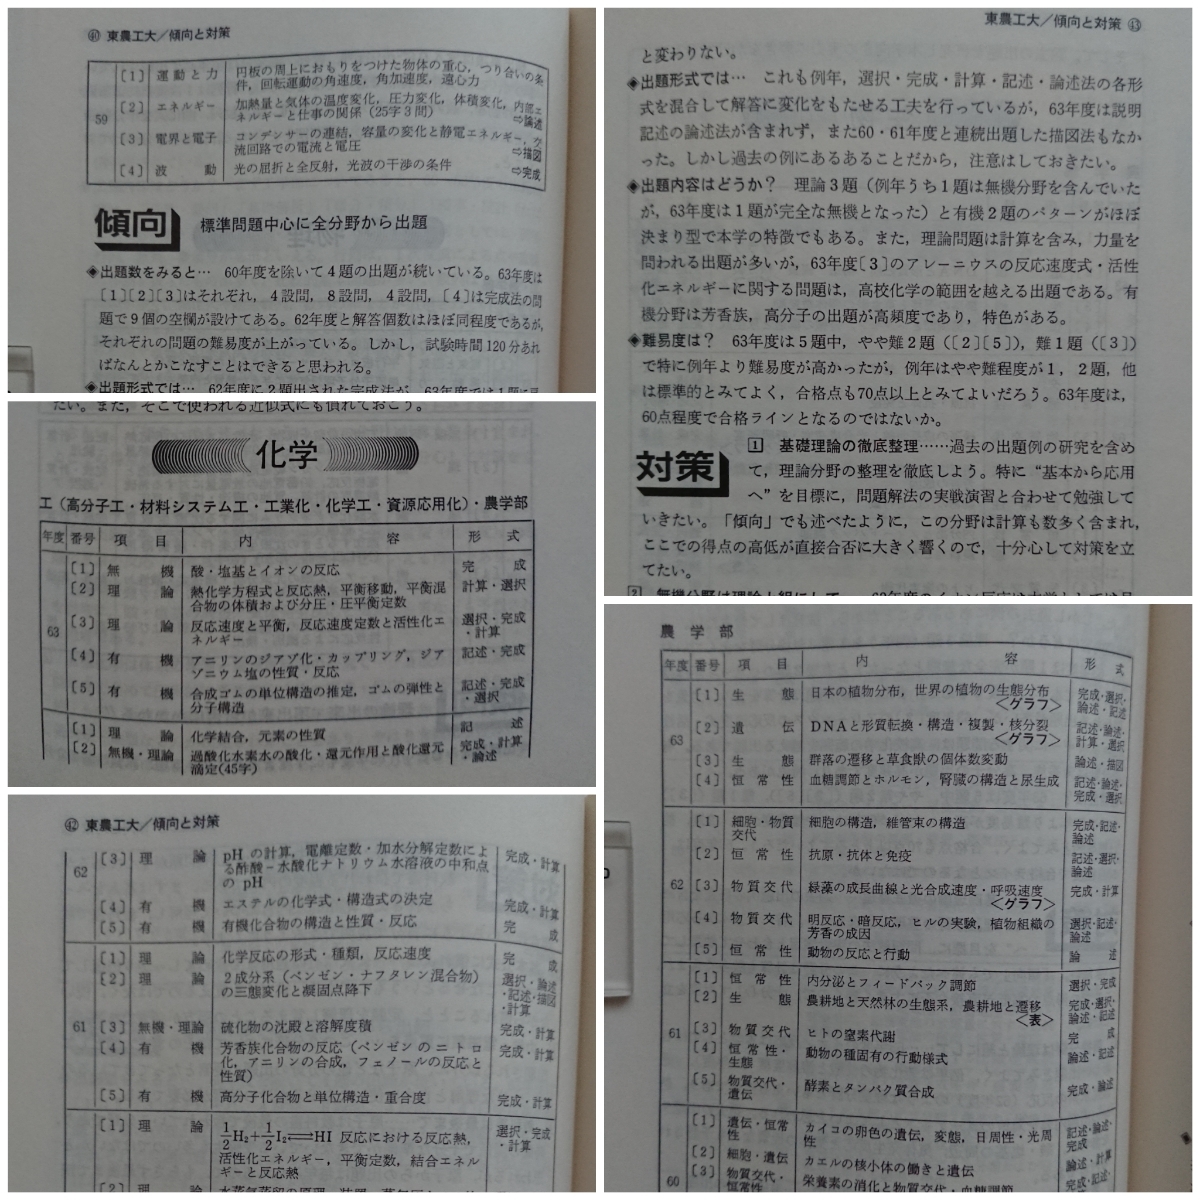 ㊵ 東農工大／傾向と対策
59
〔1〕 運動と力 円板の周上におもりをつけた物体の重心，つり合いの条
件，回転運動の角速度，角加速度，遠心力
〔2〕 エネルギー 加熱量と気体の温度変化，圧力変化，体積変化，内部エ
ネルギーと仕事の関係（25字3問） ⇨論述
〔3〕 電界と電子 コンデンサーの連結，容量の変化と静電エネルギー，交
流回路での電流と電圧 ⇨描図
〔4〕 波動 光の屈折と全反射，光波の干渉の条件 ⇨完成
傾向 標準問題中心に全分野から出題
◈出題数をみると… 60年度を除いて4題の出題が続いている。63年度は
〔1〕〔2〕〔3〕はそれぞれ，4設問，8設問，4設問，〔4〕は完成法の問
題で9個の空欄が設けてある。62年度と解答個数はほぼ同程度であるが，
それぞれの問題の難易度が上がっている。しかし，試験時間120分あれ
ばなんとかこなすことはできると思われる。
◈出題形式では… 62年度に2題出された完成法が，63年度では1題に
たい。また，そこで使われる近似式にも慣れておこう。
化学
工（高分子工・材料システム工・工業化・化学工・資源応用化）・農学部
年度 番号 項目 内容 形式
63
〔1〕 無機 酸・塩基とイオンの反応 完成
〔2〕 理論 熱化学方程式と反応熱，平衡移動，平衡混 計算・選択
合物の体積および分圧・圧平衡定数
〔3〕 理論 反応速度と平衡，反応速度定数と活性化エ 選択・完成
ネルギー ・計算
〔4〕 有機 アニリンのジアゾ化・カップリング，ジア 記述・完成
ゾニウム塩の性質・反応
〔5〕 有機 合成ゴムの単位構造の推定，ゴムの弾性と 記述・完成
分子構造 ・選択
〔1〕 理論 化学結合，元素の性質 記述
〔2〕 無機・理論 過酸化水素水の酸化・還元作用と酸化還元 完成・計算
滴定(45字) ・論述
㊷ 東農工大／傾向と対策
62
〔3〕 理論 pH の計算，電離定数・加水分解定数によ 完成・計算
る酢酸－水酸化ナトリウム水溶液の中和点
の pH
〔4〕 有機 エステルの化学式・構造式の決定 完成・計算
〔5〕 有機 有機化合物の構造と性質・反応 完成
61
〔1〕 理論 化学反応の形式・種類，反応速度 完成
〔2〕 理論 2成分系（ベンゼン・ナフタレン混合物） 選択・論述
の三態変化と凝固点降下 ・記述・描図
・計算
〔3〕 無機・理論 硫化物の沈殿と溶解度積 完成・計算
〔4〕 有機 芳香族化合物の反応（ベンゼンのニトロ 完成・計算
化，アニリンの合成，フェノールの反応と
性質）
〔5〕 有機 高分子化合物と単位構造・重合度 完成・計算
〔1〕 理論 1/2H₂+1/2I₂⇄HI 反応における反応熱， 選択・完成
・計算
活性化エネルギー，平衡定数，結合エネル
ギーと反応熱
〔2〕 理論
東農工大／傾向と対策 ㊸
と変わりない。
◈出題形式では… これも例年，選択・完成・計算・記述・論述法の各形
式を混合して解答に変化をもたせる工夫を行っているが，63年度は説明
記述の論述法が含まれず，また60・61年度と連続出題した描図法もなか
った。しかし過去の例にあるあることだから，注意はしておきたい。
◈出題内容はどうか？ 理論3題（例年うち1題は無機分野を含んでいた
が，63年度は1題が完全な無機となった）と有機2題のパターンがほぼ
決まり型で本学の特徴でもある。また，理論問題は計算を含み，力量を
問われる出題が多いが，63年度〔3〕のアレーニウスの反応速度式・活性
化エネルギーに関する問題は，高校化学の範囲を越える出題である。有
機分野は芳香族，高分子の出題が高頻度であり，特色がある。
◈難易度は？ 63年度は5題中，やや難2題（〔2〕〔5〕），難1題（〔3〕）
で特に例年より難易度が高かったが，例年はやや難程度が1，2題，他
は標準的とみてよく，合格点も70点以上とみてよいだろう。63年度は，
60点程度で合格ラインとなるのではないか。
対策 1 基礎理論の徹底整理……過去の出題例の研究を含め
て，理論分野の整理を徹底しよう。特に“基本から応用
へ”を目標に，問題解法の実戦演習と合わせて勉強して
いきたい。「傾向」でも述べたように，この分野は計算も数多く含まれ，
ここでの得点の高低が直接合否に大きく響くので，十分心して対策を立
てたい。
2 無機分野は理論と組にして
農学部
年度 番号 項目 内容 形式
63
〔1〕 生態 日本の植物分布，世界の植物の生態分布 完成・選択・
＜グラフ＞ 論述・記述
〔2〕 遺伝 DNAと形質転換・構造・複製・核分裂 記述・論述・
＜グラフ＞ 計算・選択
〔3〕 生態 群落の遷移と草食獣の個体数変動 論述・描図
〔4〕 恒常性 血糖調節とホルモン，腎臓の構造と尿生成 記述・論述・
完成・選択
62
〔1〕 細胞・物質 細胞の構造，維管束の構造 完成・記述・
交代 論述
〔2〕 恒常性 抗原・抗体と免疫 記述・選択・
論述
〔3〕 物質交代 緑藻の成長曲線と光合成速度・呼吸速度 完成・計算
＜グラフ＞
〔4〕 物質交代 明反応・暗反応，ヒルの実験，植物組織の 選択・記述・
芳香の成因 論述
〔5〕 恒常性 動物の反応と行動 論述
61
〔1〕 恒常性 内分泌とフィードバック調節 選択・完成
〔2〕 生態 農耕地と天然林の生態系，農耕地と遷移 完成・選択・
＜表＞ 論述・記述
〔3〕 物質交代 ヒトの窒素代謝 完成
〔4〕 恒常性・ 動物の種固有の行動様式 論述・記述
生態
〔5〕 物質交代・ 酵素とタンパク質合成 完成・論述
遺伝
60
〔1〕 遺伝・恒常 カイコの卵色の遺伝，変態，日周性・光周 記述・論述・
性 性 完成
〔2〕 細胞・遺伝 カエルの核小体の働きと遺伝 論述・計算
〔3〕 物質交代・ 栄養素の消化と物質交代・血糖調節 完成・記述・
恒常性